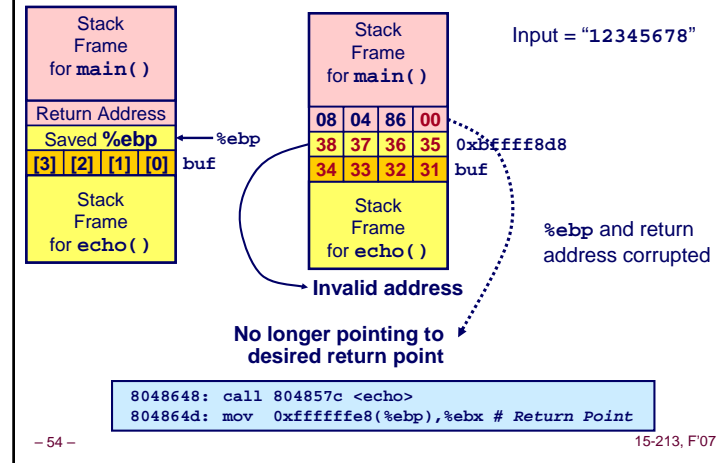 Stack
Frame
for main()
Return Address
Saved %ebp
%ebp
[3] [2] [1] [0] buf
Stack
Frame
for echo()
Stack
Frame
for main()
08 04 86 00
38 37 36 35 0xbffff8d8
34 33 32 31 buf
Stack
Frame
for echo()
Input = “12345678”
%ebp and return
address corrupted
Invalid address
No longer pointing to
desired return point
8048648: call 804857c <echo>
804864d: mov 0xffffffe8(%ebp),%ebx # Return Point
– 54 –
15-213, F’07